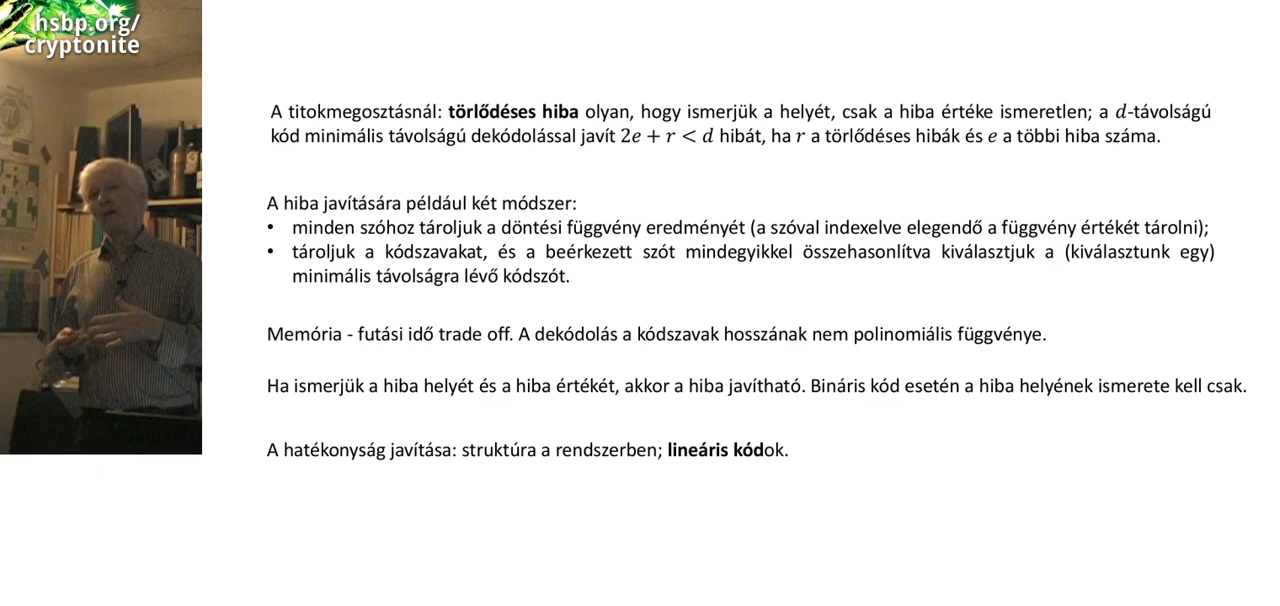 hsbp.org/
cryptonite
A titokmegosztásnál: törlődéses hiba olyan, hogy ismerjük a helyét, csak a hiba értéke ismeretlen; a d-távolságú
kód minimális távolságú dekódolással javít 2e + r < d hibát, ha r a törlődéses hibák és e a többi hiba száma.
A hiba javítására például két módszer:
• minden szóhoz tároljuk a döntési függvény eredményét (a szóval indexelve elegendő a függvény értékét tárolni);
• tároljuk a kódszavakat, és a beérkezett szót mindegyikkel összehasonlítva kiválasztjuk a (kiválasztunk egy)
minimális távolságra lévő kódszót.
Memória - futási idő trade off. A dekódolás a kódszavak hosszának nem polinomiális függvénye.
Ha ismerjük a hiba helyét és a hiba értékét, akkor a hiba javítható. Bináris kód esetén a hiba helyének ismerete kell csak.
A hatékonyság javítása: struktúra a rendszerben; lineáris kódok.